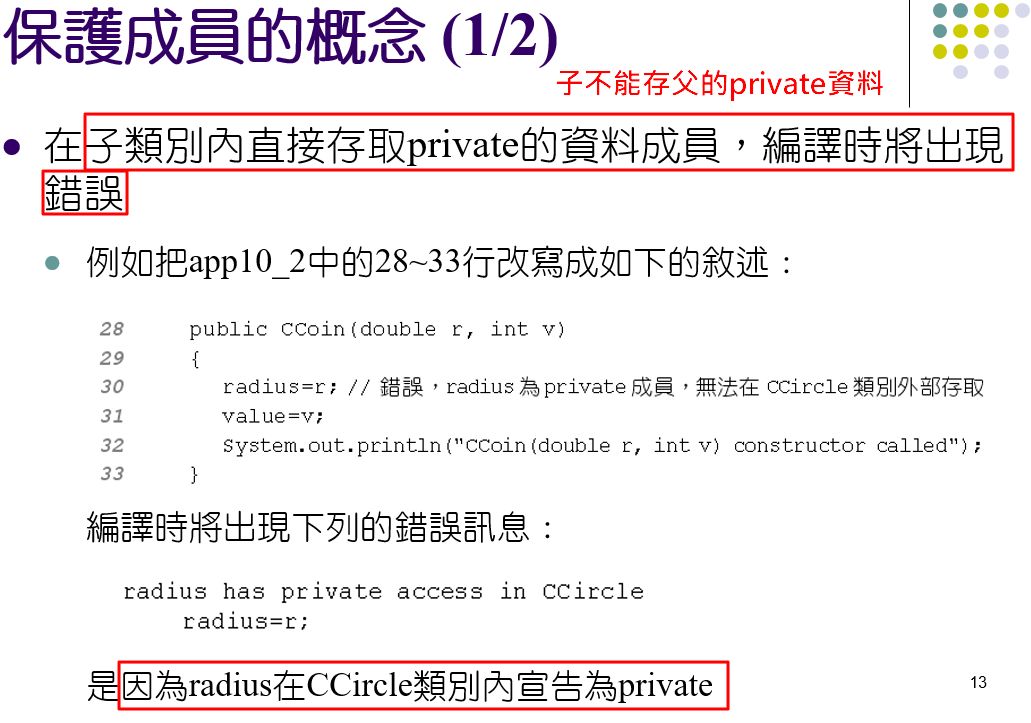 保護成員的概念 (1/2)
子不能存父的private資料
在子類別內直接存取private的資料成員，編譯時將出現
錯誤
例如把app10_2中的28~33行改寫成如下的敘述：
28 public CCoin(double r, int v)
29 {
30 radius=r; // 錯誤，radius 為 private 成員，無法在 CCircle 類別外部存取
31 value=v;
32 System.out.println("CCoin(double r, int v) constructor called");
33 }
編譯時將出現下列的錯誤訊息：
radius has private access in CCircle
radius=r;
是因為radius在CCircle類別內宣告為private
13